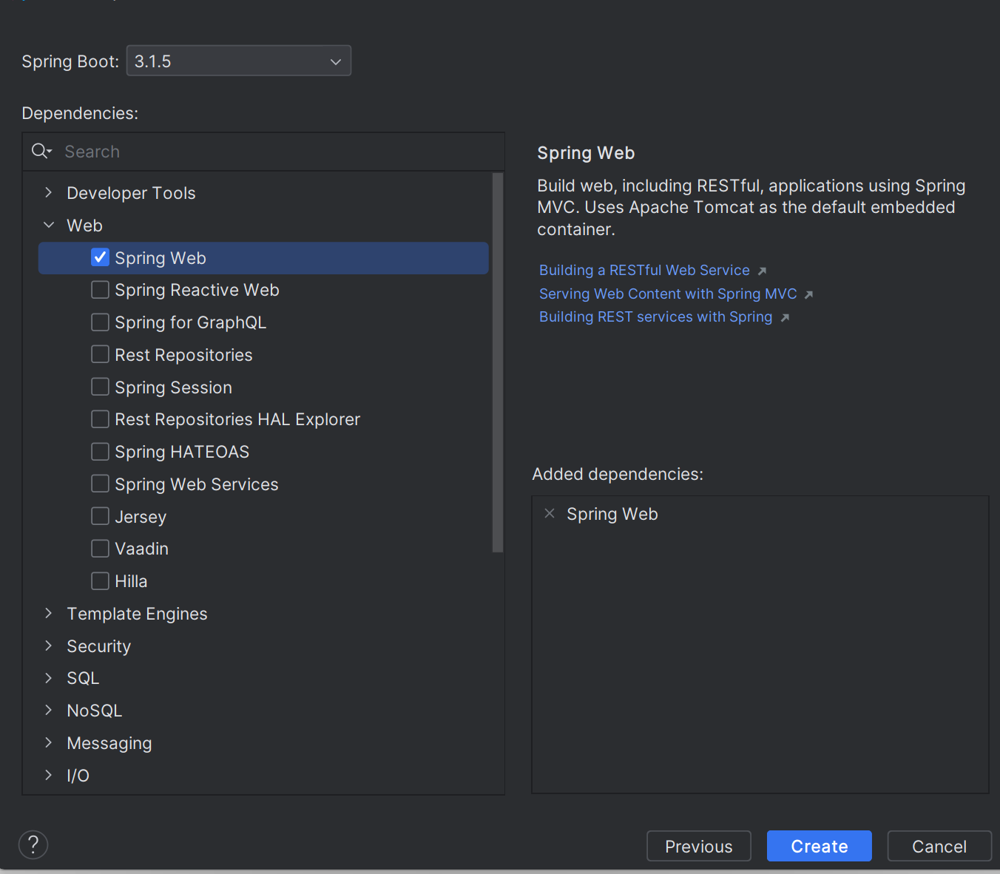 Spring Boot: 3.1.5
Dependencies:
Search
Developer Tools
Web
Spring Web
Spring Reactive Web
Spring for GraphQL
Rest Repositories
Spring Session
Rest Repositories HAL Explorer
Spring HATEOAS
Spring Web Services
Jersey
Vaadin
Hilla
Template Engines
Security
SQL
NoSQL
Messaging
I/O
Spring Web
Build web, including RESTful, applications using Spring
MVC. Uses Apache Tomcat as the default embedded
container.
Building a RESTful Web Service
Serving Web Content with Spring MVC
Building REST services with Spring
Added dependencies:
Spring Web
?
Previous
Create
Cancel